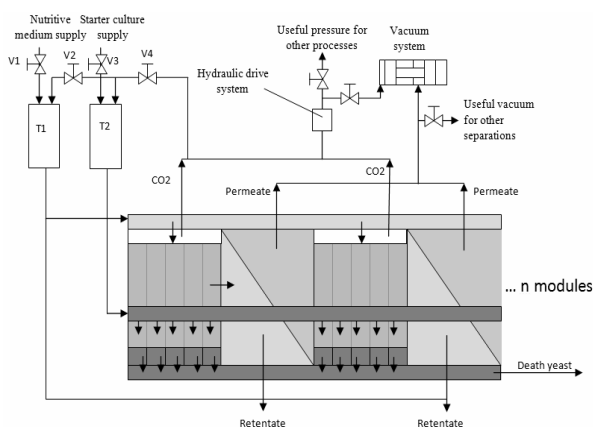 Nutritive
medium supply
Starter culture
supply
Useful pressure for
other processes
Vacuum
system
V1
V2
V3
V4
Hydraulic drive
system
Useful vacuum
for other
separations
T1
T2
CO2
Permeate
CO2
Permeate
... n modules
Death yeast
Retentate
Retentate